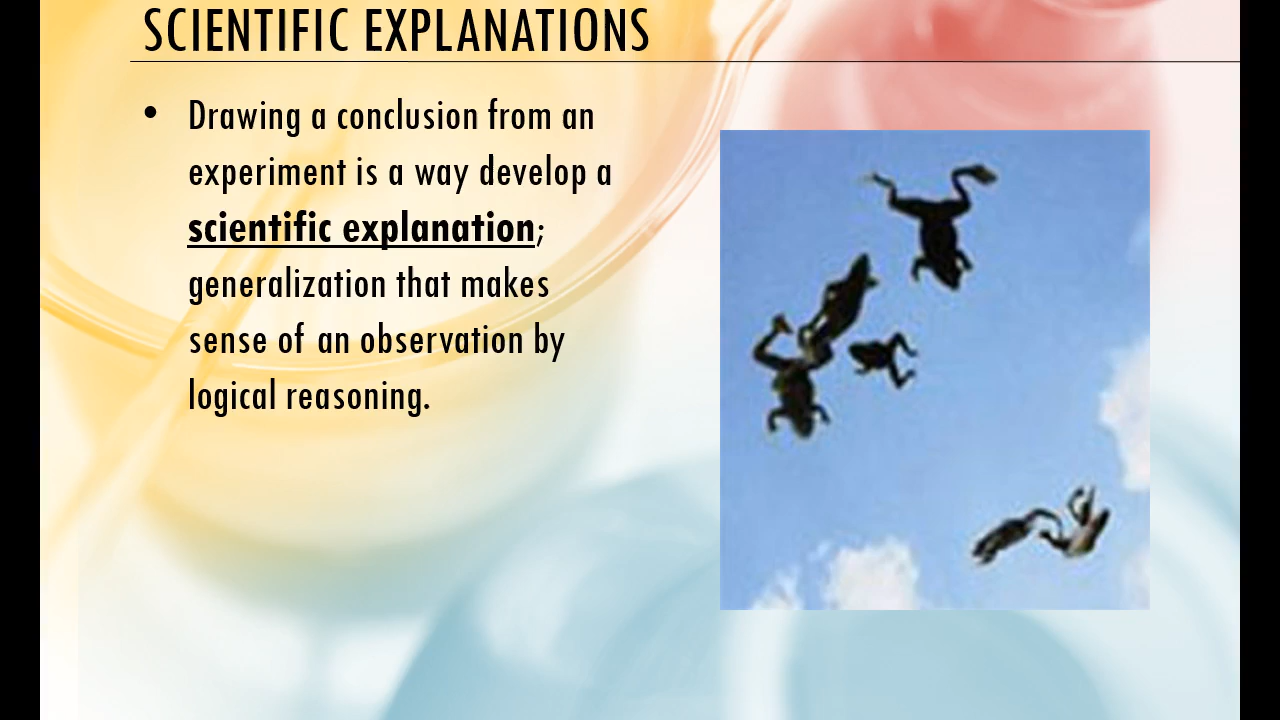 SCIENTIFIC EXPLANATIONS
• Drawing a conclusion from an
experiment is a way develop a
scientific explanation;
generalization that makes
sense of an observation by
logical reasoning.